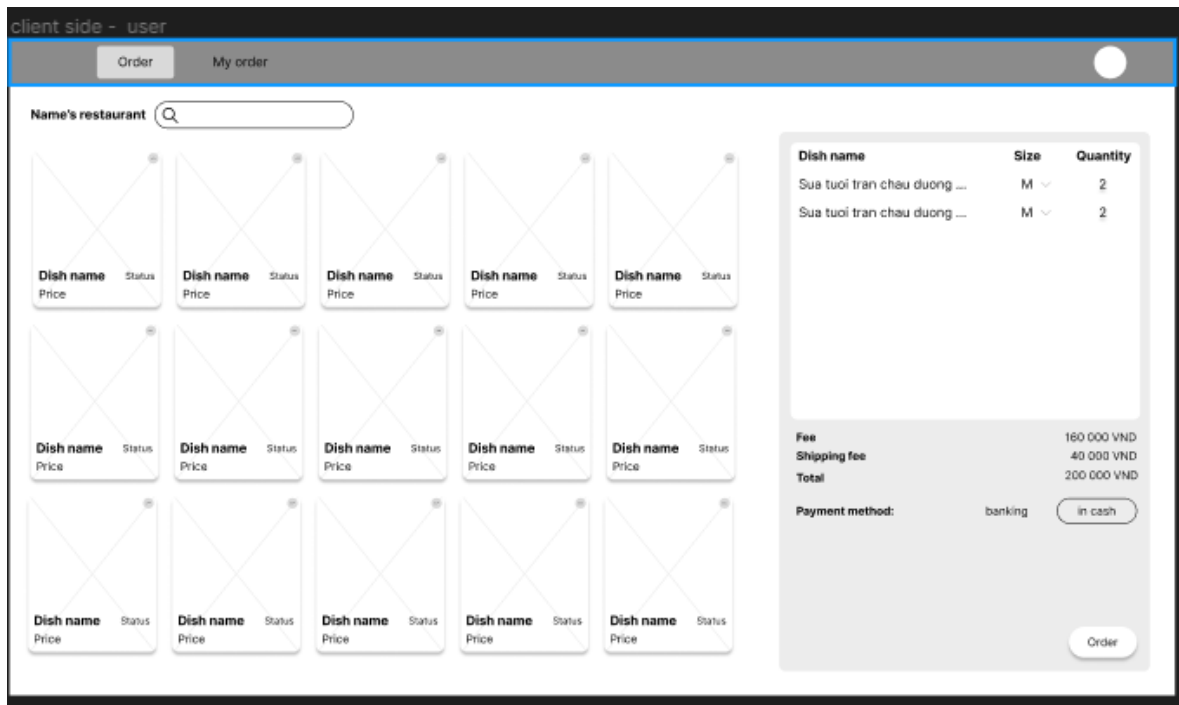 client side - user
Order My order
Name's restaurant
Dish name Status Dish name Status Dish name Status Dish name Status Dish name Status
Price Price Price Price Price
Dish name Status Dish name Status Dish name Status Dish name Status Dish name Status
Price Price Price Price Price
Dish name Status Dish name Status Dish name Status Dish name Status Dish name Status
Price Price Price Price Price
Dish name Size Quantity
Sua tuoi tran chau duong ... M 2
Sua tuoi tran chau duong ... M 2
Fee 160 000 VND
Shipping fee 40 000 VND
Total 200 000 VND
Payment method: banking in cash
Order